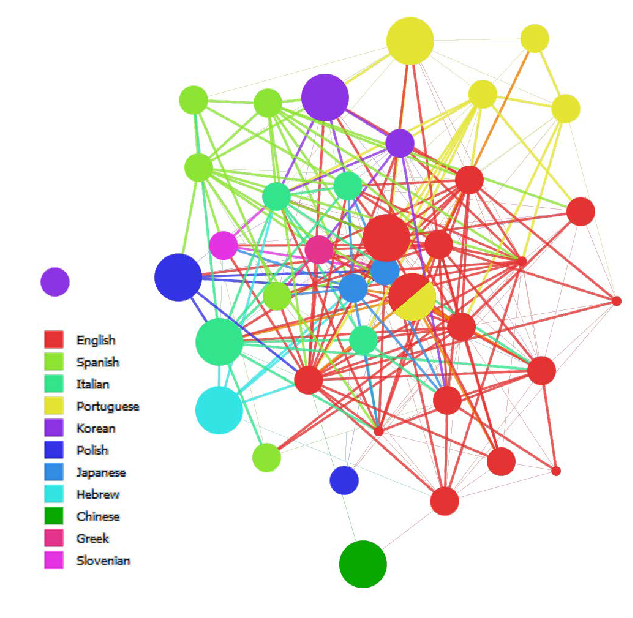 English
Spanish
Italian
Portuguese
Korean
Polish
Japanese
Hebrew
Chinese
Greek
Slovenian